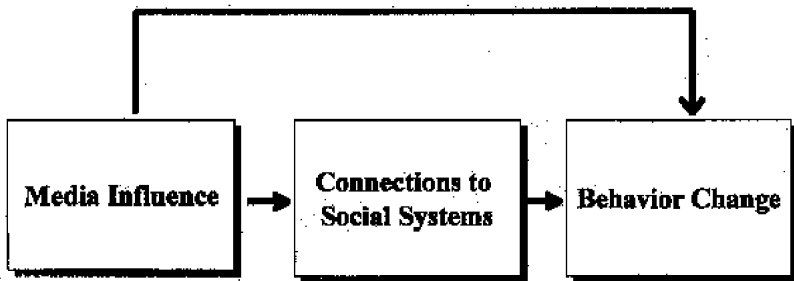 Media Influence
Connections to
Social Systems
Behavior Change